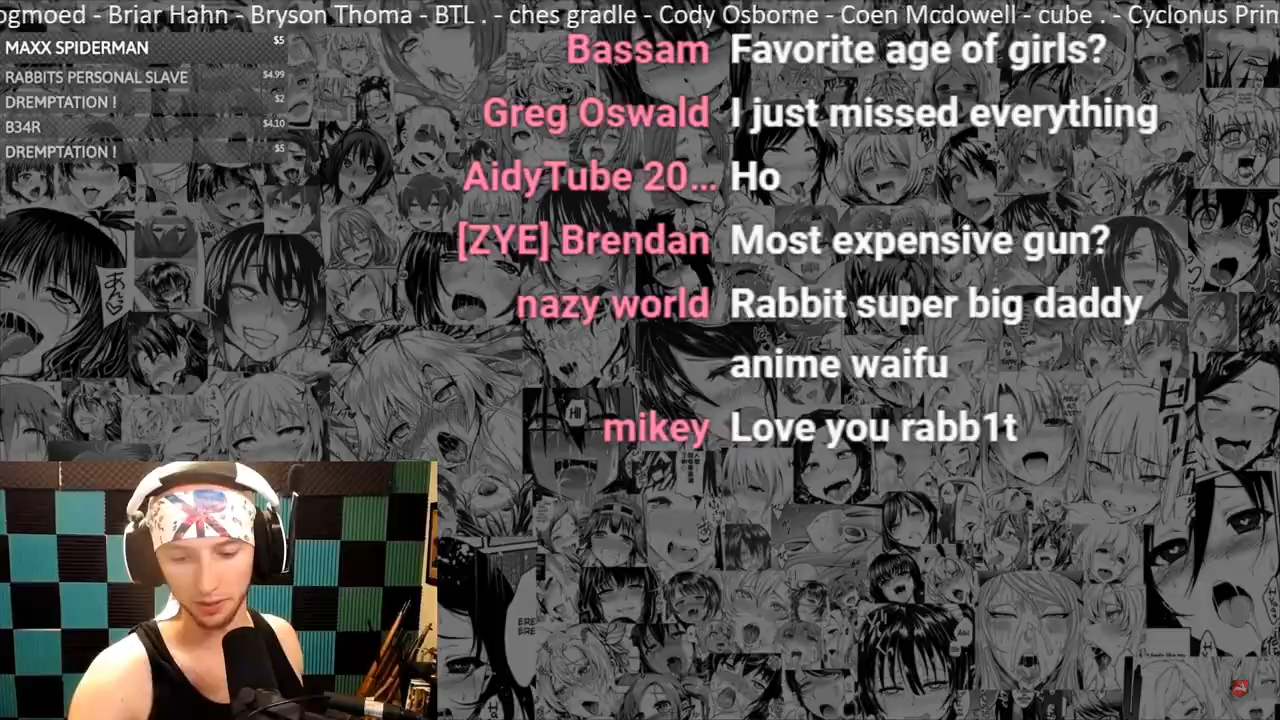 ogmoed - Briar Hahn - Bryson Thoma - BTL . - ches gradle - Cody Osborne - Coen Mcdowell - cube . - Cyclonus Prin
MAXX SPIDERMAN $5
RABBITS PERSONAL SLAVE $4.99
DREMPTATION ! $2
B34R $4.10
DREMPTATION ! $5
Bassam Favorite age of girls?
Greg Oswald I just missed everything
AidyTube 20... Ho
[ZYE] Brendan Most expensive gun?
nazy world Rabbit super big daddy
anime waifu
mikey Love you rabb1t
HI
ERE
ERE